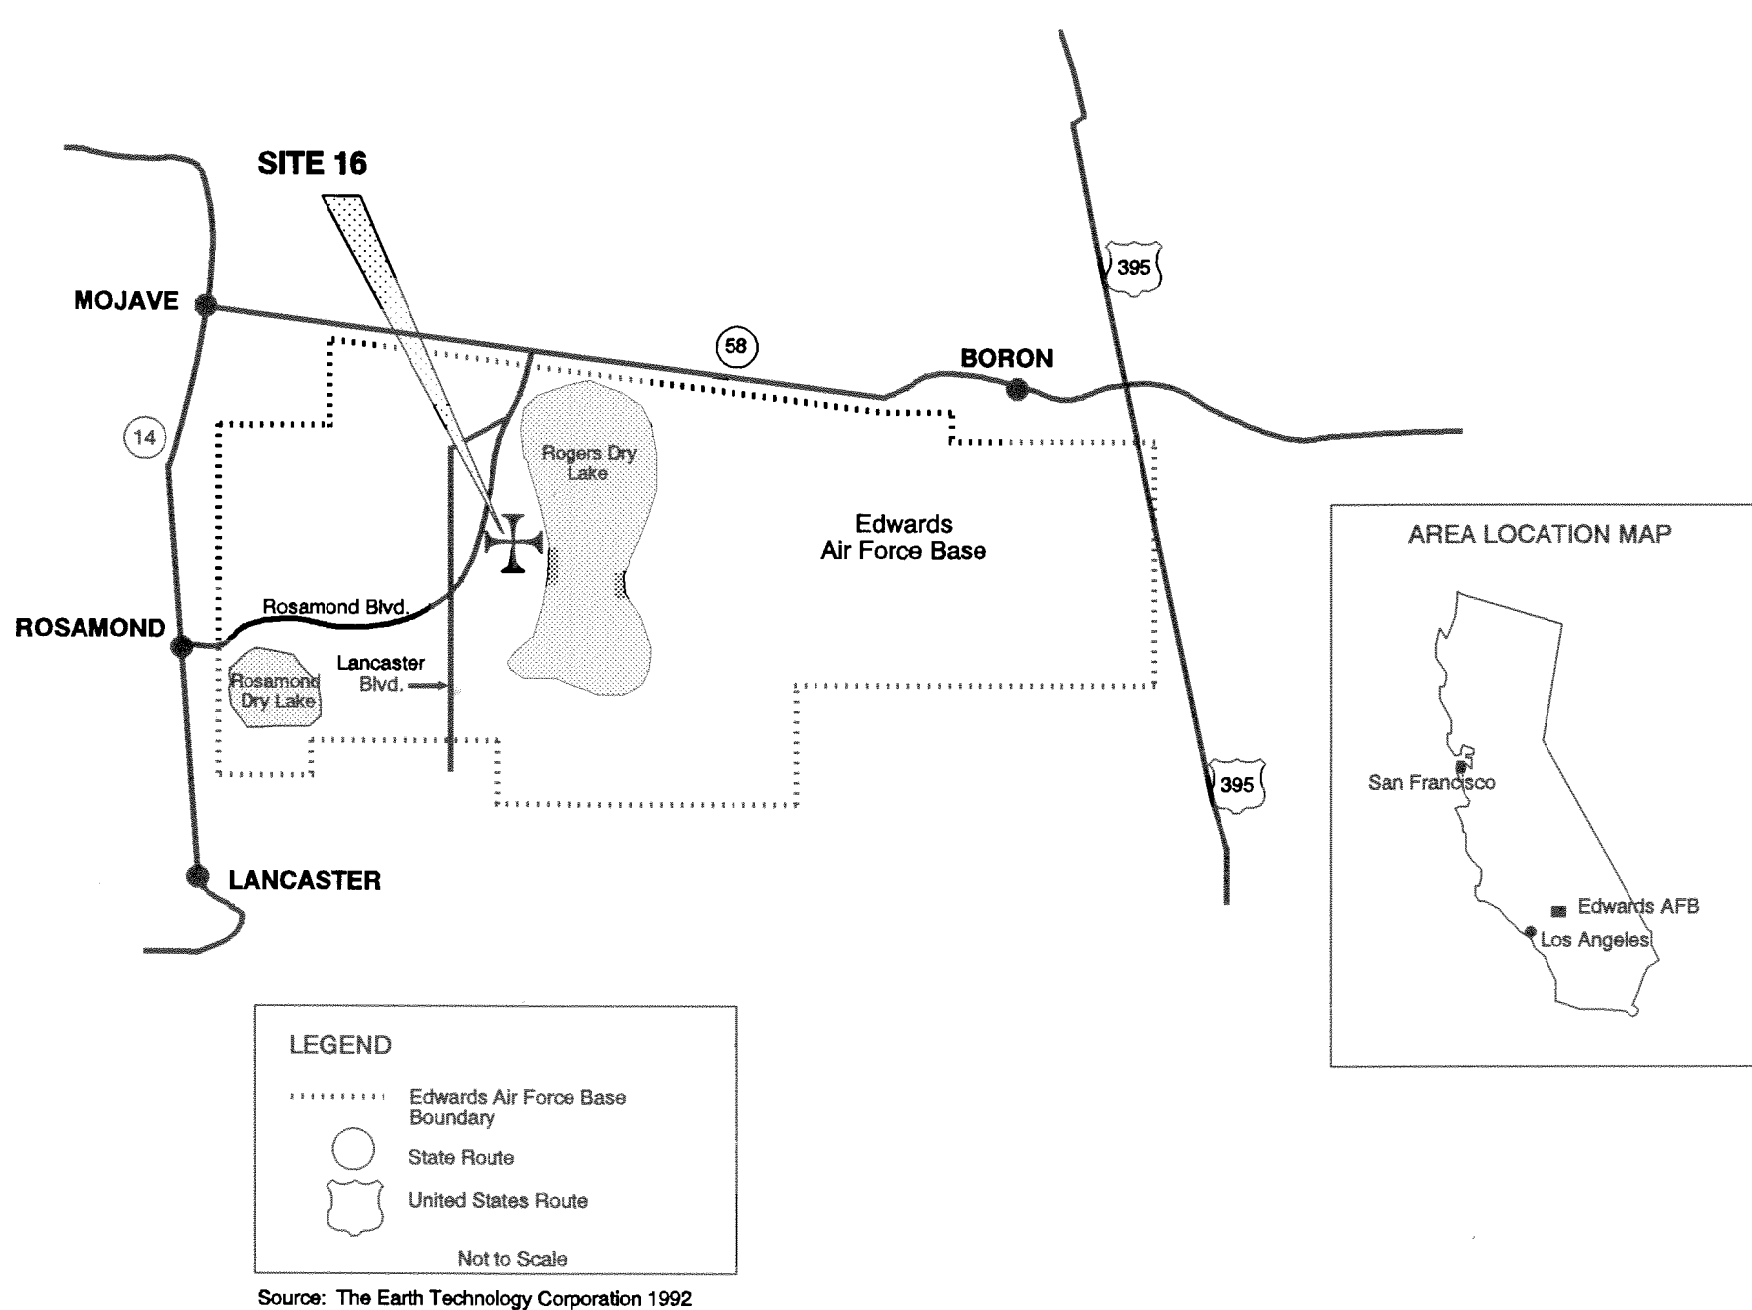 SITE 16
395
MOJAVE
58
BORON
14
Rogers Dry
Lake
Edwards
Air Force Base
AREA LOCATION MAP
Rosamond Blvd.
ROSAMOND
Lancaster
Blvd.
Rosamond
Dry Lake
395
San Francisco
LANCASTER
Edwards AFB
Los Angeles
LEGEND
Edwards Air Force Base
Boundary
State Route
United States Route
Not to Scale
Source: The Earth Technology Corporation 1992